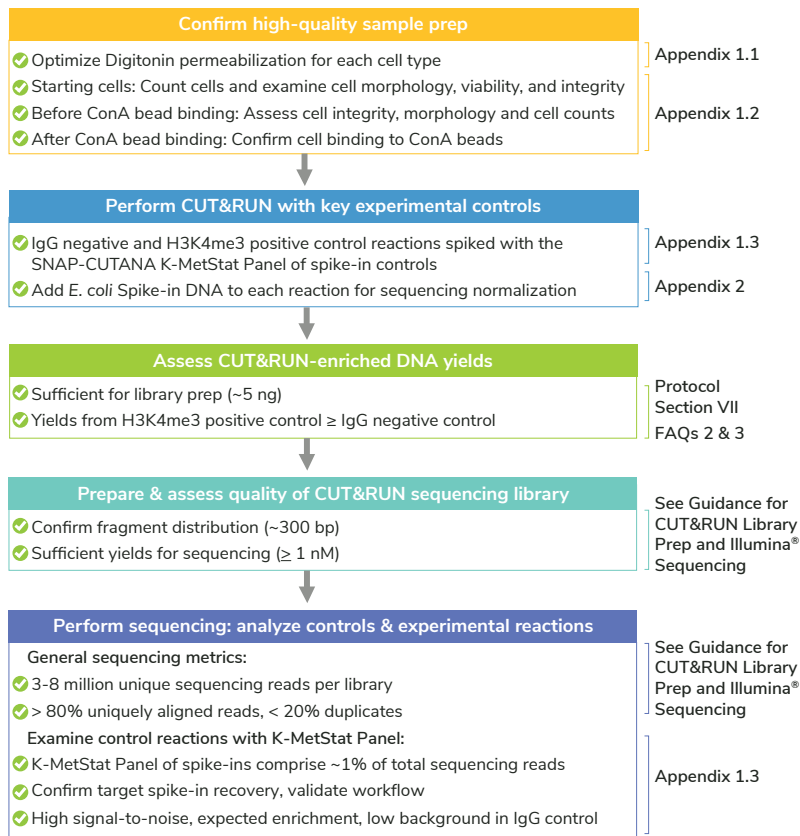 Confirm high-quality sample prep
Optimize Digitonin permeabilization for each cell type
Appendix 1.1
Starting cells: Count cells and examine cell morphology, viability, and integrity
Before ConA bead binding: Assess cell integrity, morphology and cell counts
After ConA bead binding: Confirm cell binding to ConA beads
Appendix 1.2
Perform CUT&RUN with key experimental controls
IgG negative and H3K4me3 positive control reactions spiked with the
SNAP-CUTANA K-MetStat Panel of spike-in controls
Appendix 1.3
Add E. coli Spike-in DNA to each reaction for sequencing normalization
Appendix 2
Assess CUT&RUN-enriched DNA yields
Sufficient for library prep (~5 ng)
Yields from H3K4me3 positive control ≥ IgG negative control
Protocol
Section VII
FAQs 2 & 3
Prepare & assess quality of CUT&RUN sequencing library
Confirm fragment distribution (~300 bp)
Sufficient yields for sequencing (≥ 1 nM)
See Guidance for
CUT&RUN Library
Prep and Illumina®
Sequencing
Perform sequencing: analyze controls & experimental reactions
General sequencing metrics:
3-8 million unique sequencing reads per library
> 80% uniquely aligned reads, < 20% duplicates
See Guidance for
CUT&RUN Library
Prep and Illumina®
Sequencing
Examine control reactions with K-MetStat Panel:
K-MetStat Panel of spike-ins comprise ~1% of total sequencing reads
Confirm target spike-in recovery, validate workflow
High signal-to-noise, expected enrichment, low background in IgG control
Appendix 1.3